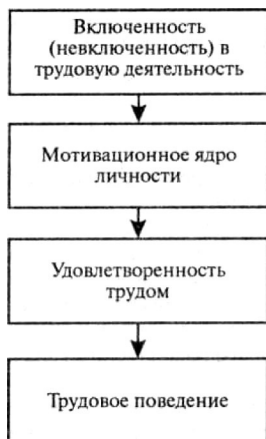 Включенность
(невключенность) в
трудовую деятельность
Мотивационное ядро
личности
Удовлетворенность
трудом
Трудовое поведение